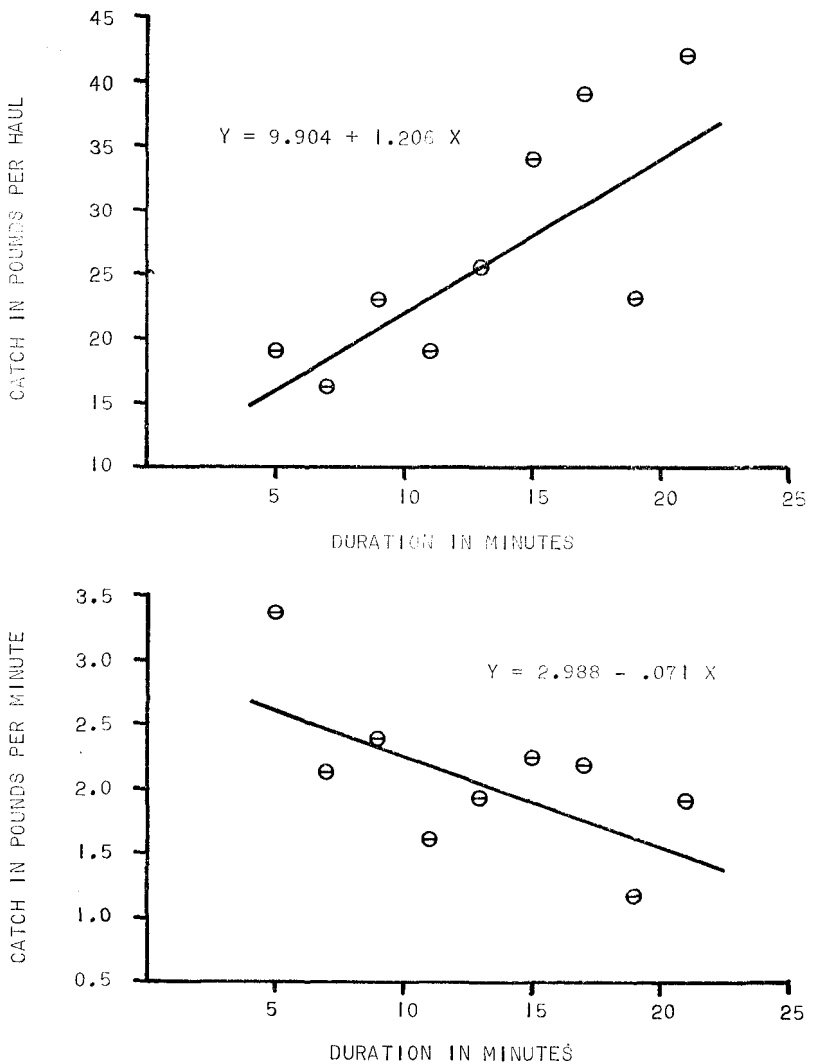 45
40
35
30
25
20
15
10
CATCH IN POUNDS PER HAUL
Y = 9.904 + 1.206 X
5 10 15 20 25
DURATION IN MINUTES
3.5
3.0
2.5
2.0
1.5
1.0
0.5
CATCH IN POUNDS PER MINUTE
Y = 2.988 - .071 X
5 10 15 20 25
DURATION IN MINUTES